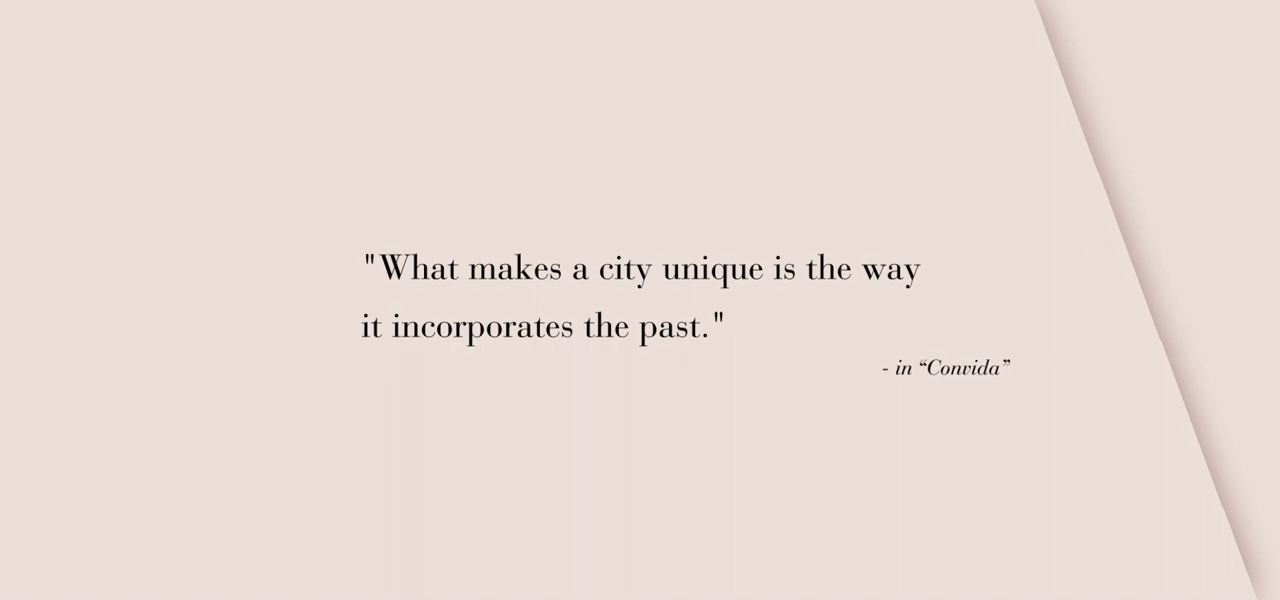 "What makes a city unique is the way
it incorporates the past."
- in “Convida”